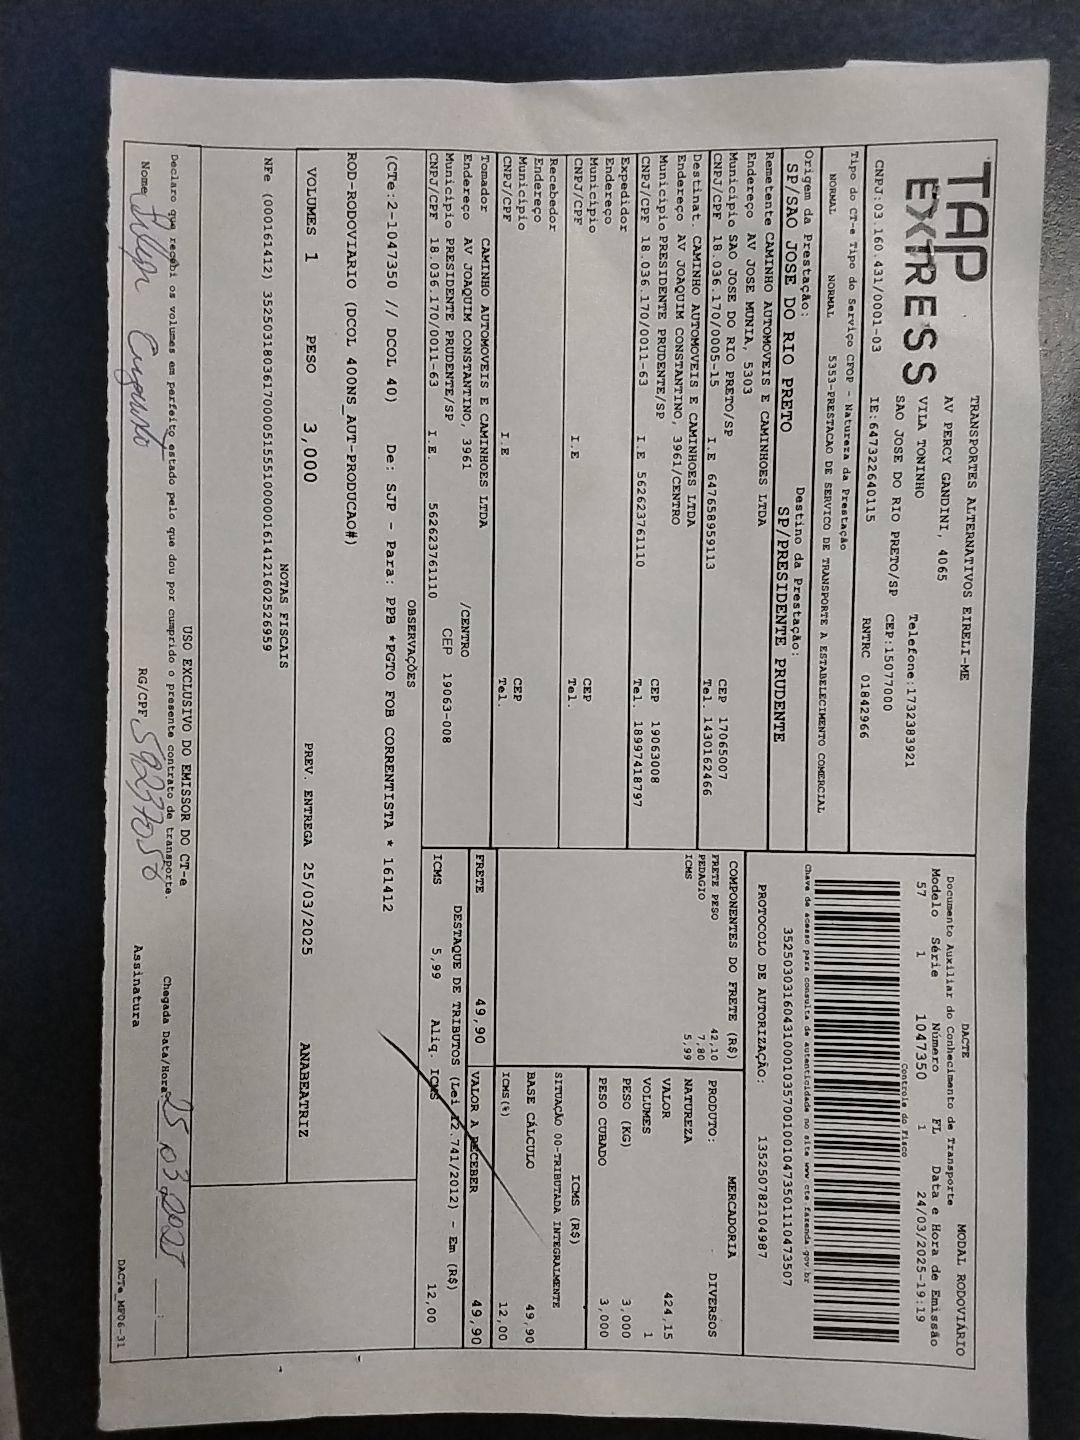 TAP
EXTRESS
TRANSPORTES ALTERNATIVOS EIRELI-ME
AV PERCY GANDINI, 4065
VILA TONINHO Telefone:1732383921
SAO JOSE DO RIO PRETO/SP CEP:15077000
CNPJ:03 160 431/0001-03 IE:647322640115 RNTRC 01842966
DACTE MODAL RODOVIÁRIO
Documento Auxiliar do Conhecimento de Transporte
Modelo Série Número FL Data e Hora de Emissão
57 1 1047350 1 24/03/2025-19:19
Controle do Fisco
Chave de acesso para consulta de autenticidade no site www cte fazenda gov br
PROTOCOLO DE AUTORIZAÇÃO: 135250782104987
Tipo do CT-e Tipo do Serviço CFOP - Natureza da Prestação
NORMAL NORMAL 5353-PRESTACAO DE SERVICO DE TRANSPORTE A ESTABELECIMENTO COMERCIAL
Origem da Prestação: Destino da Prestação:
SP/SAO JOSE DO RIO PRETO SP/PRESIDENTE PRUDENTE
Remetente CAMINHO AUTOMOVEIS E CAMINHOES LTDA
Endereço AV JOSE MUNIA, 5303
Municipio SAO JOSE DO RIO PRETO/SP CEP 17065007
CNPJ/CPF 18.036.170/0005-15 I.E 647658959113 Tel. 1430162466
Destinat. CAMINHO AUTOMOVEIS E CAMINHOES LTDA
Endereço AV JOAQUIM CONSTANTINO, 3961/CENTRO
Municipio PRESIDENTE PRUDENTE/SP CEP 19063008
CNPJ/CPF 18.036.170/0011-63 I.E 562623761110 Tel. 18997418797
Expedidor
Endereço
Municipio CEP
CNPJ/CPF I.E Tel.
Recebedor
Endereço
Municipio CEP
CNPJ/CPF I.E Tel.
Tomador CAMINHO AUTOMOVEIS E CAMINHOES LTDA
Endereço AV JOAQUIM CONSTANTINO, 3961 /CENTRO
Municipio PRESIDENTE PRUDENTE/SP CEP 19063-008
CNPJ/CPF 18.036.170/0011-63 I.E. 562623761110
COMPONENTES DO FRETE (R$)
FRETE PESO 42,10
PEDAGIO 7,80
ICMS 5,99
MERCADORIA
PRODUTO: DIVERSOS
NATUREZA
VALOR 424,15
VOLUMES 1
PESO (KG) 3,000
PESO CUBADO 3,000
ICMS (R$)
SITUAÇÃO 00-TRIBUTADA INTEGRALMENTE
BASE CÁLCULO 49,90
ICMS(%) 12,00
FRETE 49,90 VALOR A RECEBER 49,90
DESTAQUE DE TRIBUTOS (Lei 12.741/2012) - Em (R$)
ICMS 5,99 Aliq. ICMS 12,00
OBSERVAÇÕES
(CTe:2-1047350 // DCOL 40) De: SJP - Para: PPB *PGTO FOB CORRENTISTA * 161412
ROD-RODOVIARIO (DCOL 40ONS_AUT-PRODUCAO#)
VOLUMES 1 PESO 3,000 PREV. ENTREGA 25/03/2025 ANABEATRIZ
NOTAS FISCAIS
USO EXCLUSIVO DO EMISSOR DO CT-e
Declaro que recebi os volumes em perfeito estado pelo que dou por cumprido o presente contrato de transporte.
Chegada Data/Hora 25 03 2025 :
Nome RG/CPF Assinatura
DACTe_MF06-31